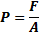 P = F/A